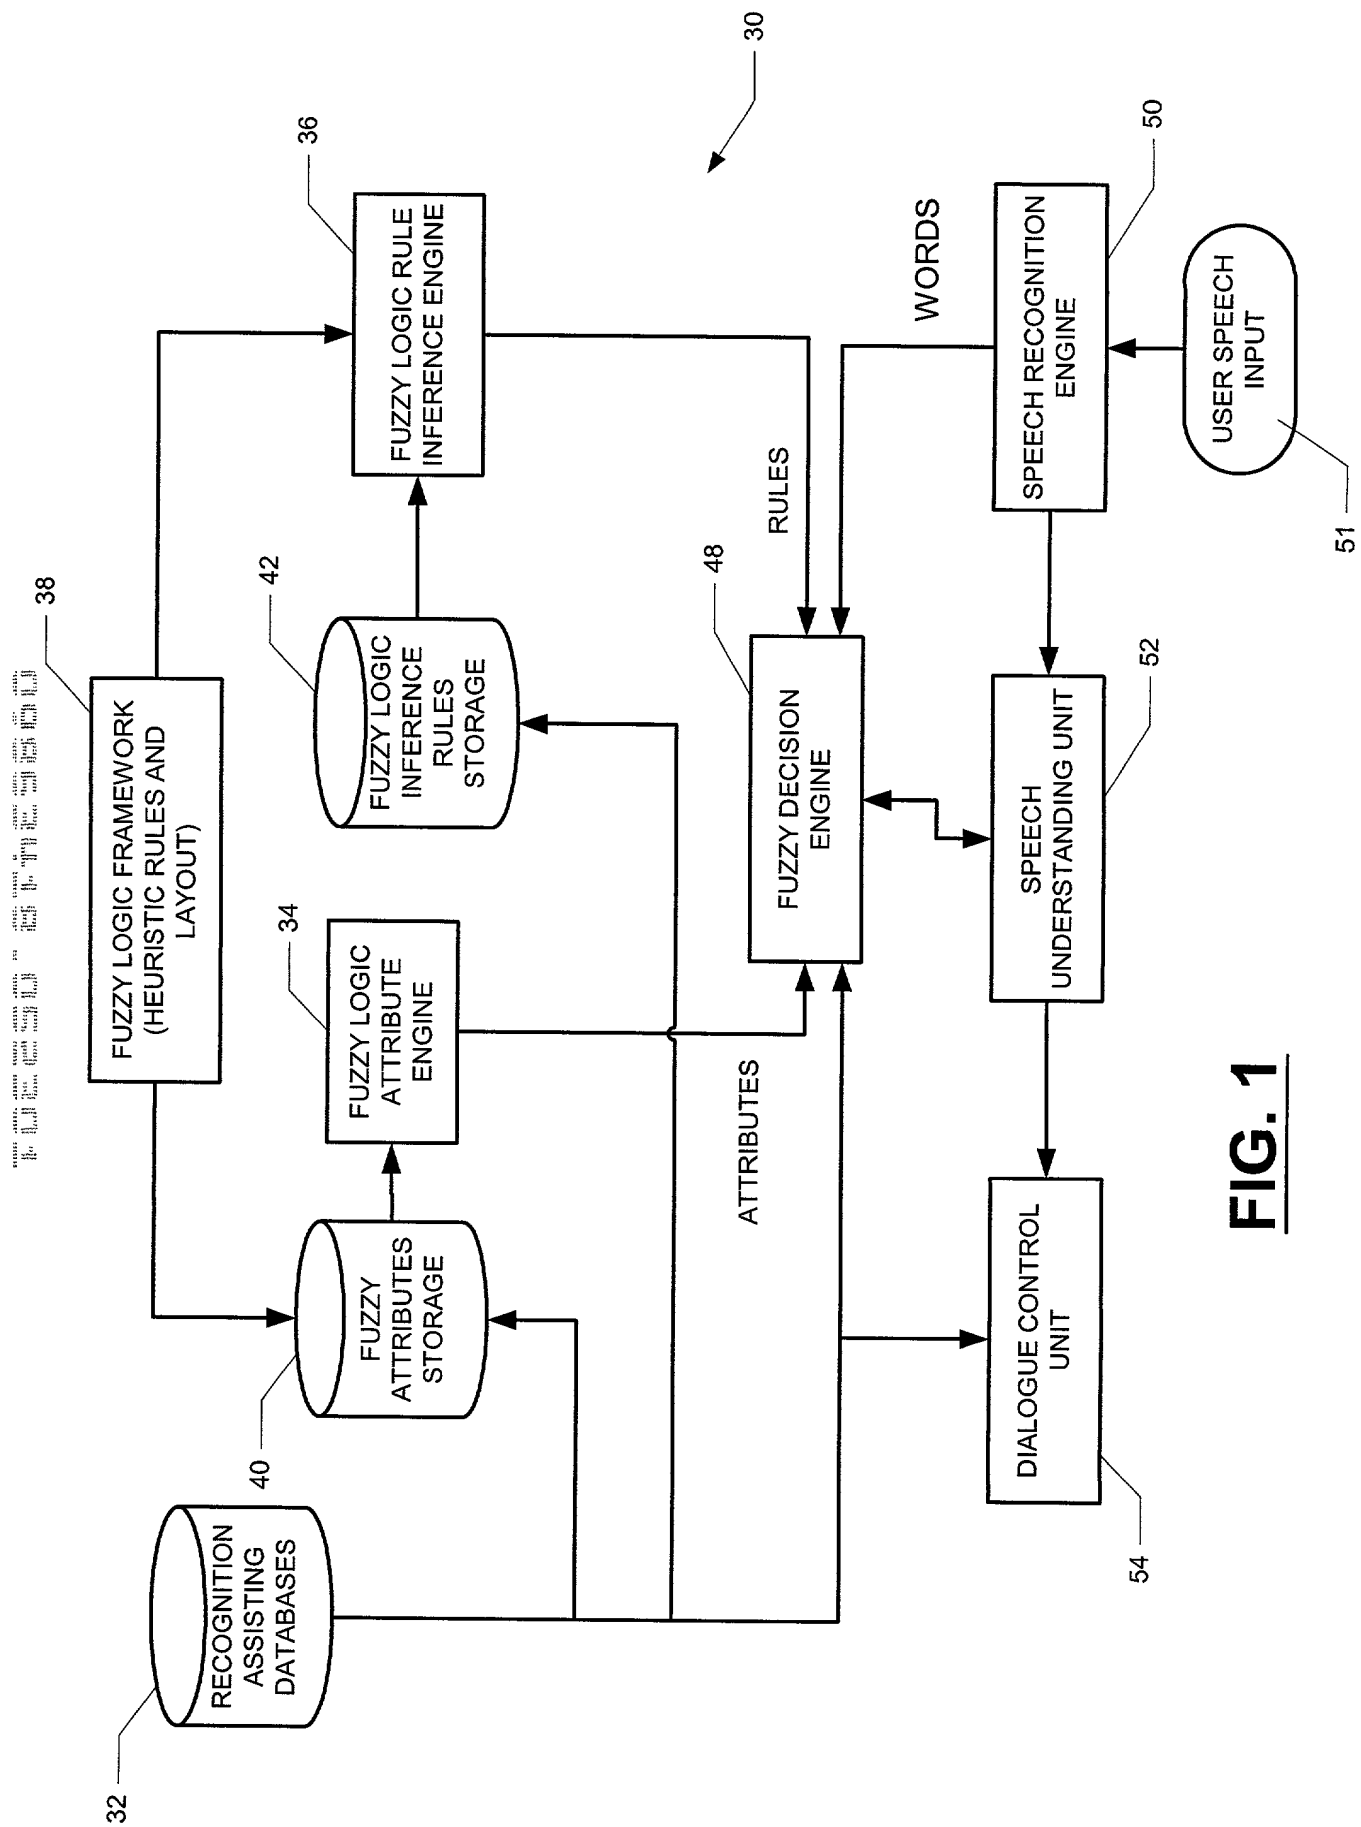 38
FUZZY LOGIC FRAMEWORK
(HEURISTIC RULES AND
LAYOUT)
32
RECOGNITION
ASSISTING
DATABASES
40
FUZZY
ATTRIBUTES
STORAGE
34
FUZZY LOGIC
ATTRIBUTE
ENGINE
42
FUZZY LOGIC
INFERENCE
RULES
STORAGE
36
FUZZY LOGIC RULE
INFERENCE ENGINE
30
ATTRIBUTES
RULES
48
FUZZY DECISION
ENGINE
WORDS
54
DIALOGUE CONTROL
UNIT
SPEECH
UNDERSTANDING UNIT
52
SPEECH RECOGNITION
ENGINE
50
USER SPEECH
INPUT
51
FIG. 1